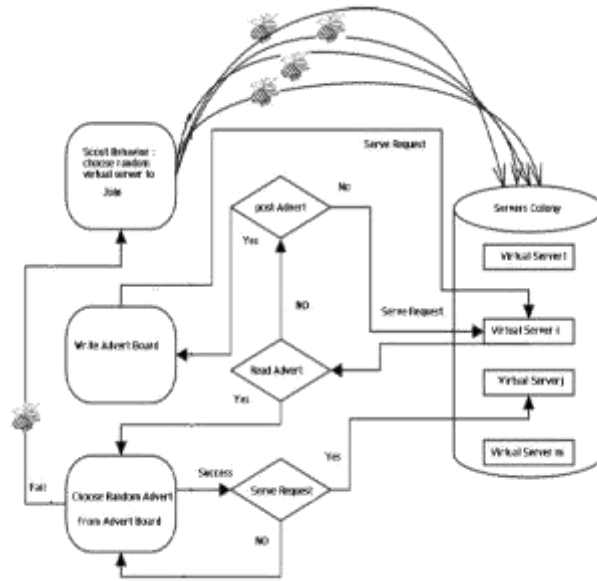 Scout Behavior :
choose random
virtual server to
Join
Serve Request
Servers Colony
post Advert
No
Yes
Virtual Server1
NO
Serve Request
Write Advert Board
Virtual Server i
Read Advert
Virtual Serverj
Yes
Success
Yes
Virtual Server m
Fail
Choose Random Advert
From Advert Board
Serve Request
NO